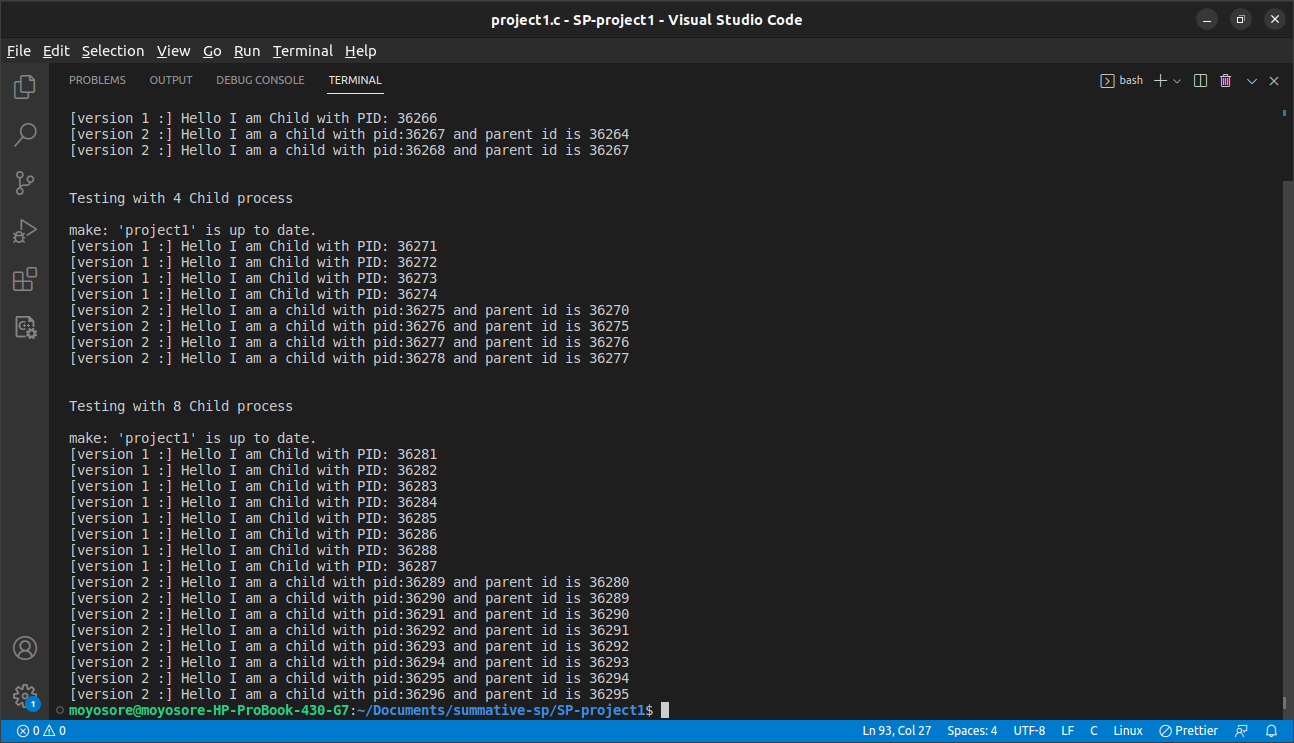 project1.c - SP-project1 - Visual Studio Code
File Edit Selection View Go Run Terminal Help
PROBLEMS OUTPUT DEBUG CONSOLE TERMINAL
bash
[version 1 :] Hello I am Child with PID: 36266
[version 2 :] Hello I am a child with pid:36267 and parent id is 36264
[version 2 :] Hello I am a child with pid:36268 and parent id is 36267
Testing with 4 Child process
make: 'project1' is up to date.
[version 1 :] Hello I am Child with PID: 36271
[version 1 :] Hello I am Child with PID: 36272
[version 1 :] Hello I am Child with PID: 36273
[version 1 :] Hello I am Child with PID: 36274
[version 2 :] Hello I am a child with pid:36275 and parent id is 36270
[version 2 :] Hello I am a child with pid:36276 and parent id is 36275
[version 2 :] Hello I am a child with pid:36277 and parent id is 36276
[version 2 :] Hello I am a child with pid:36278 and parent id is 36277
Testing with 8 Child process
make: 'project1' is up to date.
[version 1 :] Hello I am Child with PID: 36281
[version 1 :] Hello I am Child with PID: 36282
[version 1 :] Hello I am Child with PID: 36283
[version 1 :] Hello I am Child with PID: 36284
[version 1 :] Hello I am Child with PID: 36285
[version 1 :] Hello I am Child with PID: 36286
[version 1 :] Hello I am Child with PID: 36288
[version 1 :] Hello I am Child with PID: 36287
[version 2 :] Hello I am a child with pid:36289 and parent id is 36280
[version 2 :] Hello I am a child with pid:36290 and parent id is 36289
[version 2 :] Hello I am a child with pid:36291 and parent id is 36290
[version 2 :] Hello I am a child with pid:36292 and parent id is 36291
[version 2 :] Hello I am a child with pid:36293 and parent id is 36292
[version 2 :] Hello I am a child with pid:36294 and parent id is 36293
[version 2 :] Hello I am a child with pid:36295 and parent id is 36294
[version 2 :] Hello I am a child with pid:36296 and parent id is 36295
1
moyosore@moyosore-HP-ProBook-430-G7:~/Documents/summative-sp/SP-project1$
0 0 Ln 93, Col 27 Spaces: 4 UTF-8 LF C Linux Prettier